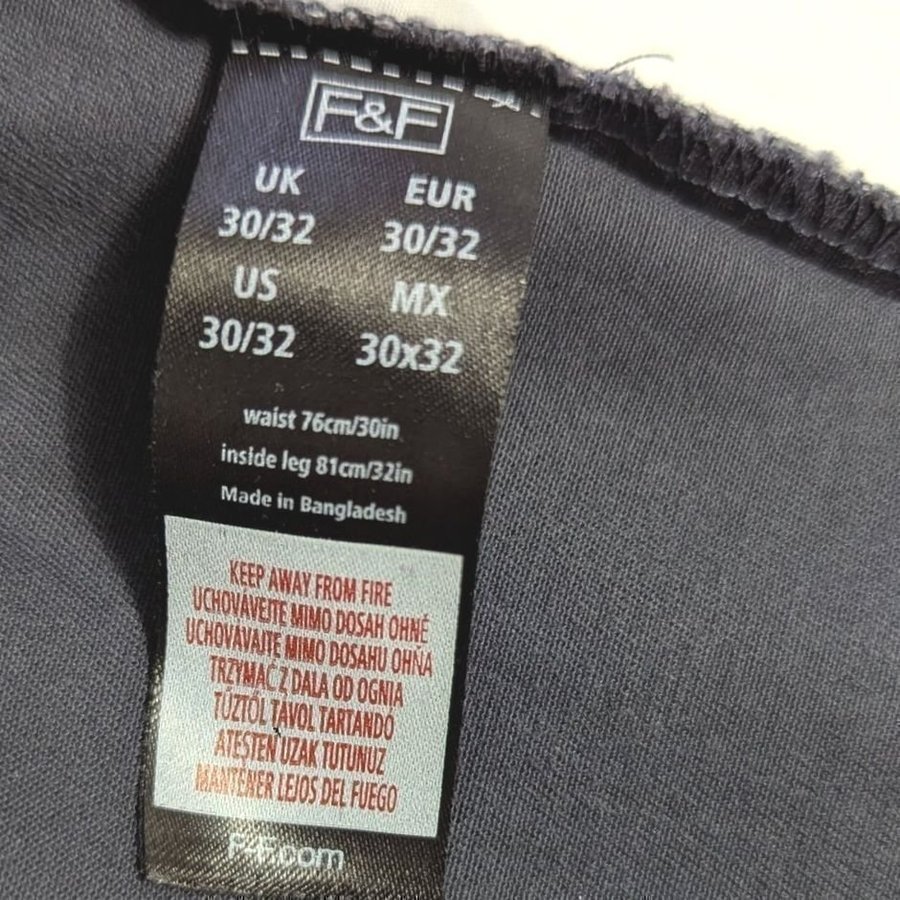 F&F
UK EUR
30/32 30/32
US MX
30/32 30x32
waist 76cm/30in
inside leg 81cm/32in
Made in Bangladesh
KEEP AWAY FROM FIRE
UCHOVÁVEJTE MIMO DOSAH OHNĚ
UCHOVÁVAJTE MIMO DOSAHU OHŇA
TRZYMAĆ Z DALA OD OGNIA
TŰZTŐL TÁVOL TARTANDÓ
ATEŞTEN UZAK TUTUNUZ
MANTENER LEJOS DEL FUEGO
F-F.com